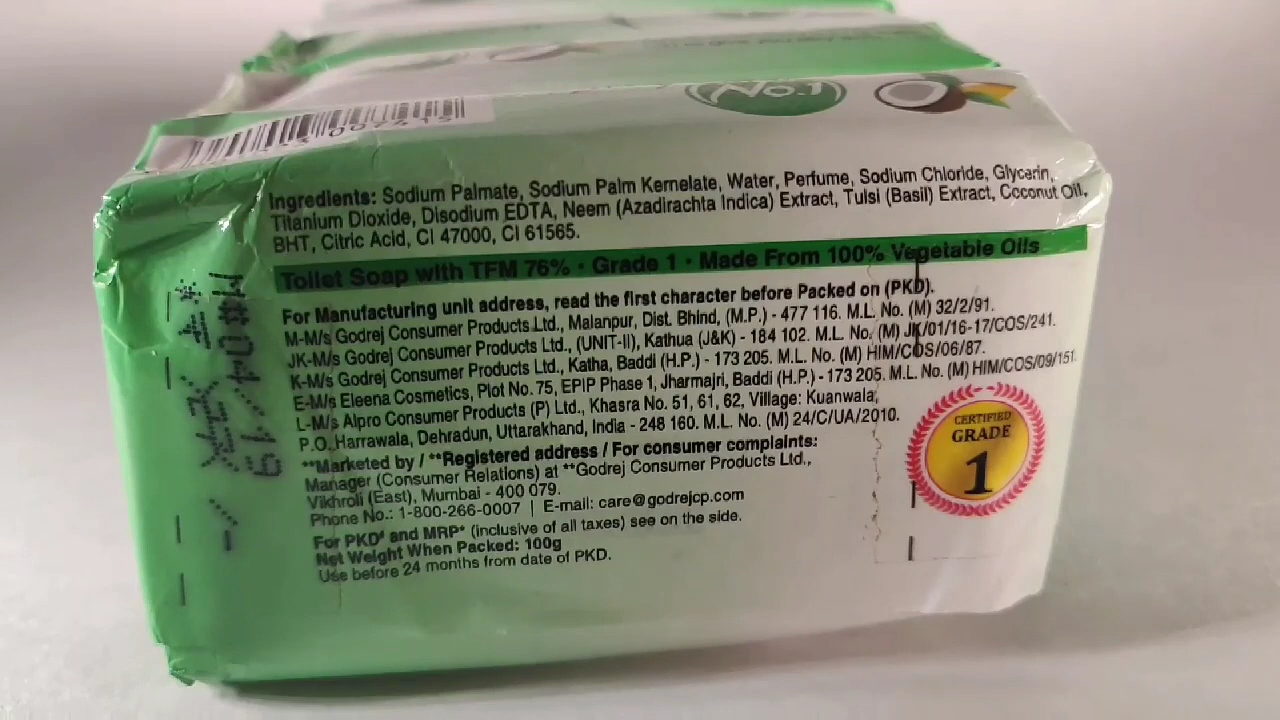 No.1
Ingredients: Sodium Palmate, Sodium Palm Kernelate, Water, Perfume, Sodium Chloride, Glycerin,
Titanium Dioxide, Disodium EDTA, Neem (Azadirachta Indica) Extract, Tulsi (Basil) Extract, Coconut Oil,
BHT, Citric Acid, CI 47000, CI 61565.
Toilet Soap with TFM 76% • Grade 1 • Made From 100% Vegetable Oils
For Manufacturing unit address, read the first character before Packed on (PKD).
M-M/s Godrej Consumer Products Ltd., Malanpur, Dist. Bhind, (M.P.) - 477 116. M.L. No. (M) 32/2/91.
JK-M/s Godrej Consumer Products Ltd., (UNIT-II), Kathua (J&K) - 184 102. M.L. No. (M) JK/01/16-17/COS/241.
K-M/s Godrej Consumer Products Ltd., Katha, Baddi (H.P.) - 173 205. M.L. No. (M) HIM/COS/06/87.
E-M/s Eleena Cosmetics, Plot No. 75, EPIP Phase 1, Jharmajri, Baddi (H.P.) - 173 205. M.L. No. (M) HIM/COS/09/151.
L-M/s Alpro Consumer Products (P) Ltd., Khasra No. 51, 61, 62, Village: Kuanwala,
P.O. Harrawala, Dehradun, Uttarakhand, India - 248 160. M.L. No. (M) 24/C/UA/2010.
**Marketed by / **Registered address / For consumer complaints:
Manager (Consumer Relations) at **Godrej Consumer Products Ltd.,
Vikhroli (East), Mumbai - 400 079.
Phone No.: 1-800-266-0007 | E-mail: care@godrejcp.com
For PKD# and MRP* (inclusive of all taxes) see on the side.
Net Weight When Packed: 100g
Use before 24 months from date of PKD.
CERTIFIED
GRADE
1
M#04/19